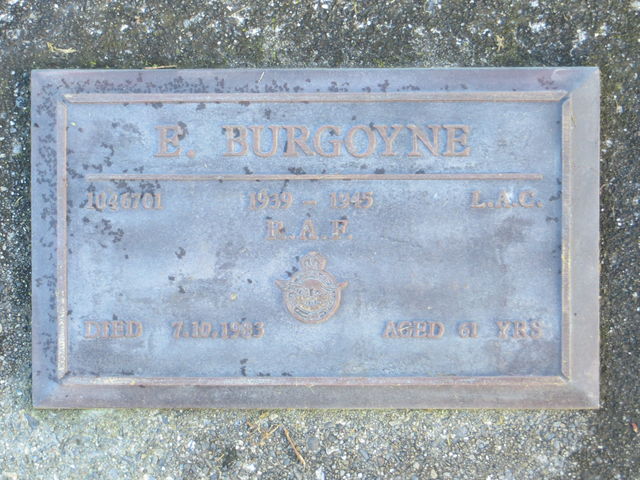 E. BURGOYNE
1046701 1939 - 1945 L.A.C.
R.A.F.
DIED 7.10.1983 AGED 61 YRS